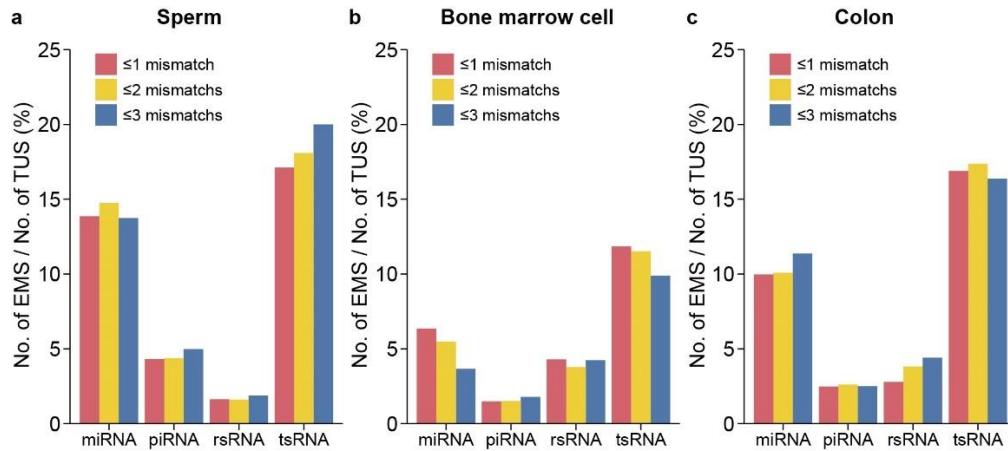 a Sperm
No. of EMS / No. of TUS (%)
25
20
15
10
5
0
≤1 mismatch
≤2 mismatchs
≤3 mismatchs
miRNA piRNA rsRNA tsRNA
b Bone marrow cell
No. of EMS / No. of TUS (%)
25
20
15
10
5
0
≤1 mismatch
≤2 mismatchs
≤3 mismatchs
miRNA piRNA rsRNA tsRNA
c Colon
No. of EMS / No. of TUS (%)
25
20
15
10
5
0
≤1 mismatch
≤2 mismatchs
≤3 mismatchs
miRNA piRNA rsRNA tsRNA